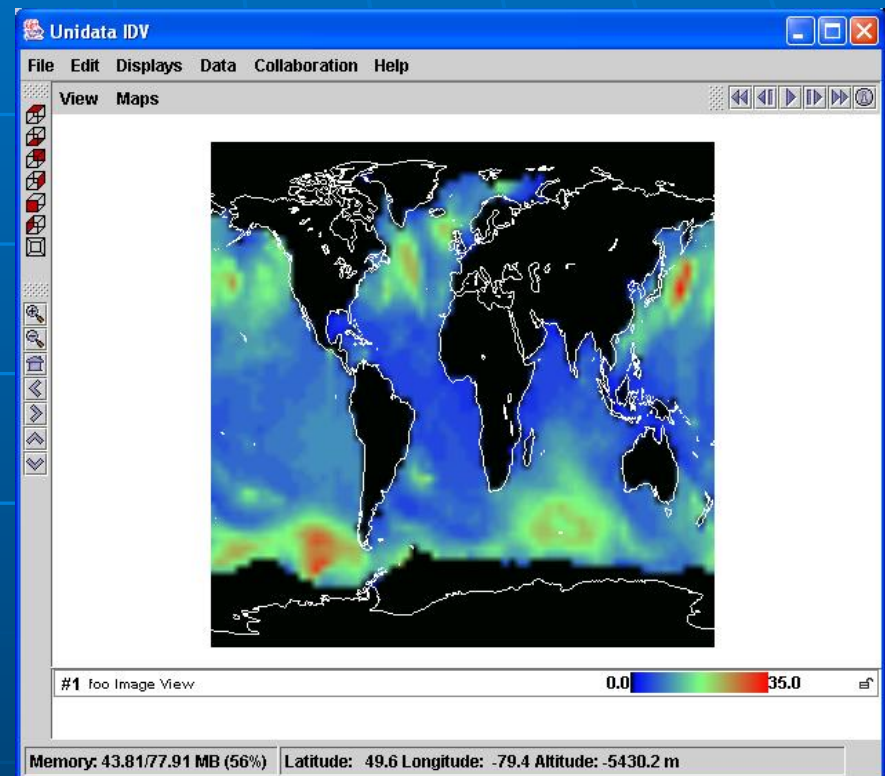 Unidata IDV
File Edit Displays Data Collaboration Help
View Maps
#1 foo Image View 0.0 35.0
Memory: 43.81/77.91 MB (56%) Latitude: 49.6 Longitude: -79.4 Altitude: -5430.2 m